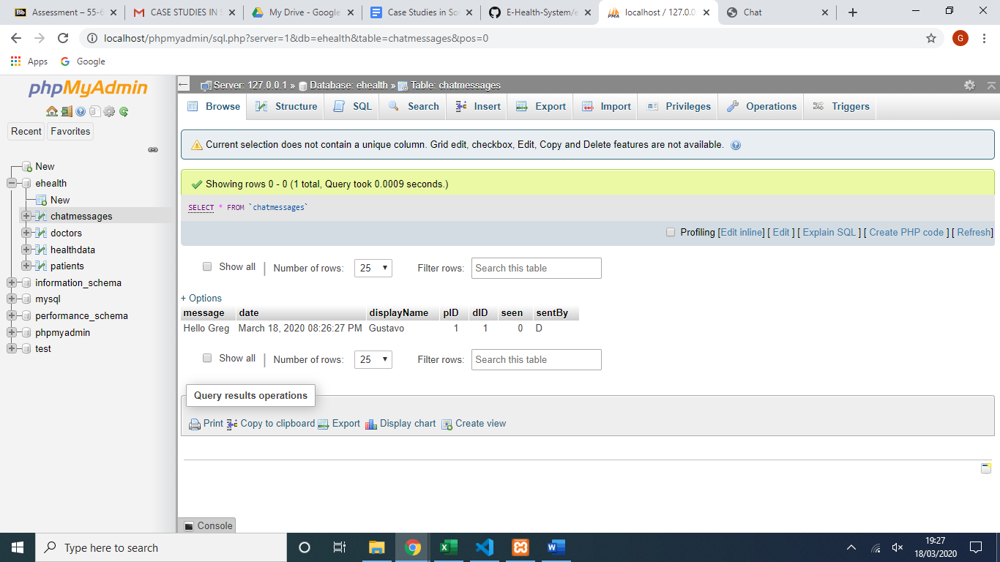 Assessment – 55-6
CASE STUDIES IN S
My Drive - Google
Case Studies in So
E-Health-System/e
localhost / 127.0.0
Chat
localhost/phpmyadmin/sql.php?server=1&db=ehealth&table=chatmessages&pos=0
G
Apps
Google
phpMyAdmin
Recent
Favorites
New
ehealth
New
chatmessages
doctors
healthdata
patients
information_schema
mysql
performance_schema
phpmyadmin
test
Server: 127.0.0.1 » Database: ehealth » Table: chatmessages
Browse Structure SQL Search Insert Export Import Privileges Operations Triggers
Current selection does not contain a unique column. Grid edit, checkbox, Edit, Copy and Delete features are not available.
Showing rows 0 - 0 (1 total, Query took 0.0009 seconds.)
SELECT * FROM `chatmessages`
Profiling [Edit inline] [ Edit ] [ Explain SQL ] [ Create PHP code ] [ Refresh]
Show all | Number of rows: 25 Filter rows: Search this table
+ Options
message date displayName pID dID seen sentBy
Hello Greg March 18, 2020 08:26:27 PM Gustavo 1 1 0 D
Show all | Number of rows: 25 Filter rows: Search this table
Query results operations
Print Copy to clipboard Export Display chart Create view
Console
Type here to search
19:27
18/03/2020